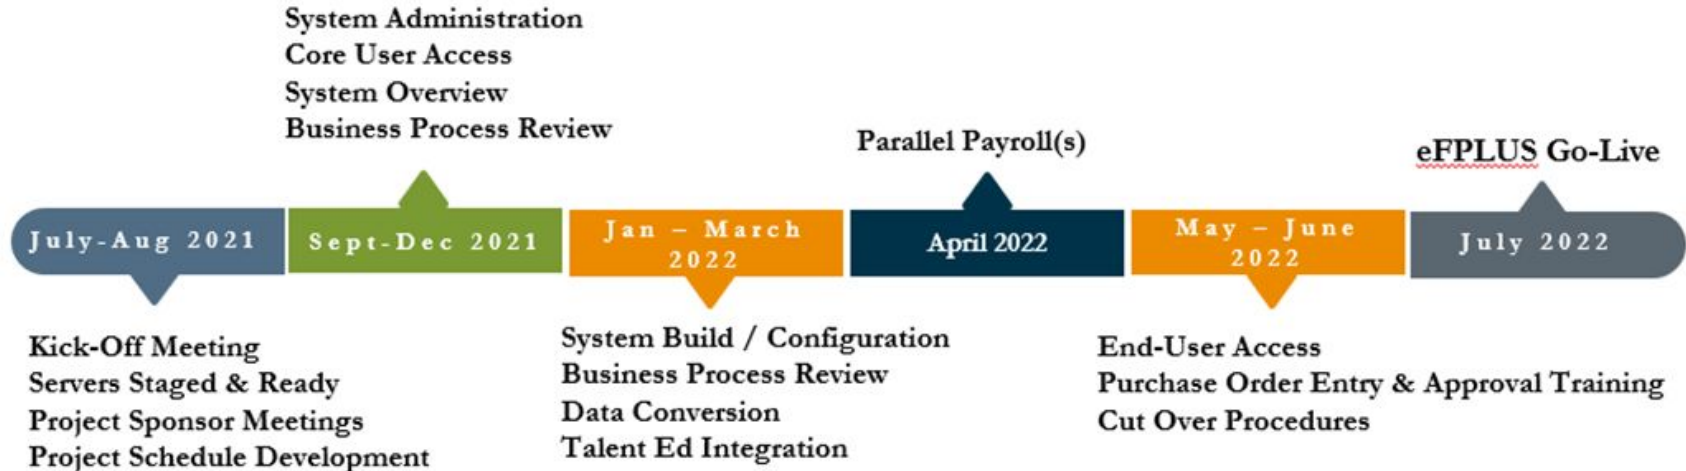 System Administration
Core User Access
System Overview
Business Process Review
Parallel Payroll(s)
eFPLUS Go-Live
July-Aug 2021
Sept-Dec 2021
Jan – March
2022
April 2022
May – June
2022
July 2022
Kick-Off Meeting
Servers Staged & Ready
Project Sponsor Meetings
Project Schedule Development
System Build / Configuration
Business Process Review
Data Conversion
Talent Ed Integration
End-User Access
Purchase Order Entry & Approval Training
Cut Over Procedures